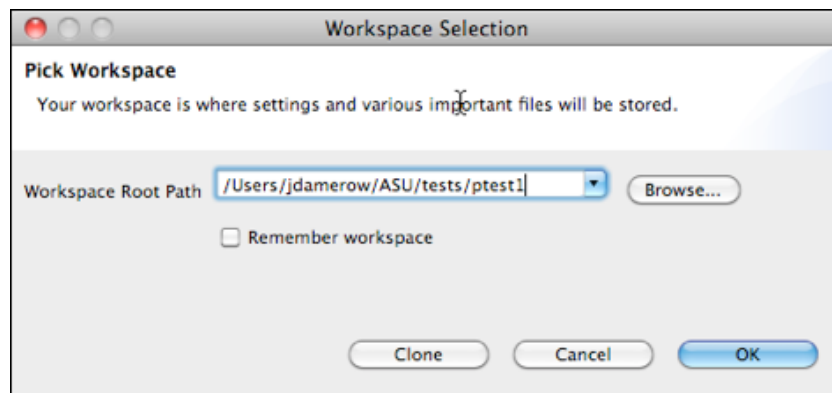 Workspace Selection
Pick Workspace
Your workspace is where settings and various important files will be stored.
Workspace Root Path /Users/jdamerow/ASU/tests/ptest1 Browse...
Remember workspace
Clone Cancel OK